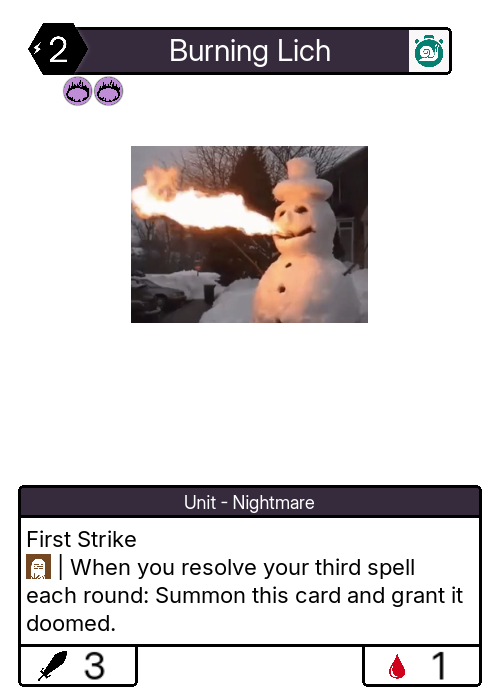 2
Burning Lich
Unit - Nightmare
First Strike
| When you resolve your third spell
each round: Summon this card and grant it
doomed.
3
1